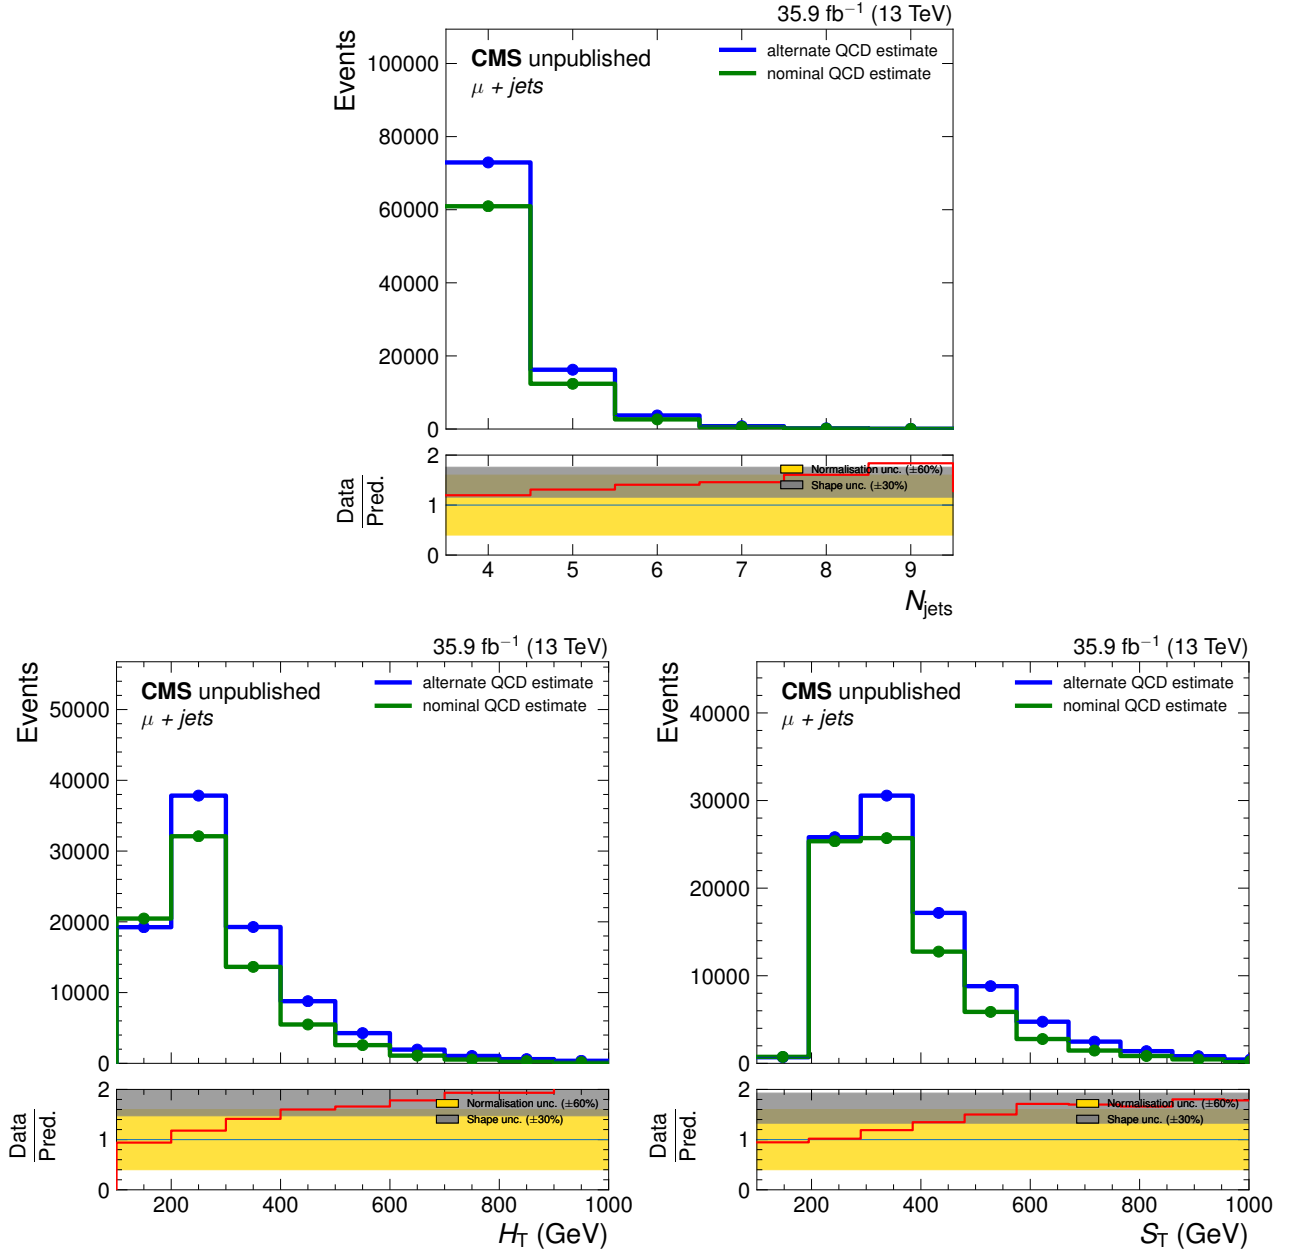 35.9 fb⁻¹ (13 TeV)
CMS unpublished
μ + jets
alternate QCD estimate
nominal QCD estimate
Events
100000
80000
60000
40000
20000
0
Data
Pred.
2
1
0
Normalisation unc. (±60%)
Shape unc. (±30%)
4 5 6 7 8 9
N_jets
35.9 fb⁻¹ (13 TeV)
CMS unpublished
μ + jets
alternate QCD estimate
nominal QCD estimate
Events
50000
40000
30000
20000
10000
0
Data
Pred.
2
1
0
Normalisation unc. (±60%)
Shape unc. (±30%)
200 400 600 800 1000
H_T (GeV)
35.9 fb⁻¹ (13 TeV)
CMS unpublished
μ + jets
alternate QCD estimate
nominal QCD estimate
Events
40000
30000
20000
10000
0
Data
Pred.
2
1
0
Normalisation unc. (±60%)
Shape unc. (±30%)
200 400 600 800 1000
S_T (GeV)